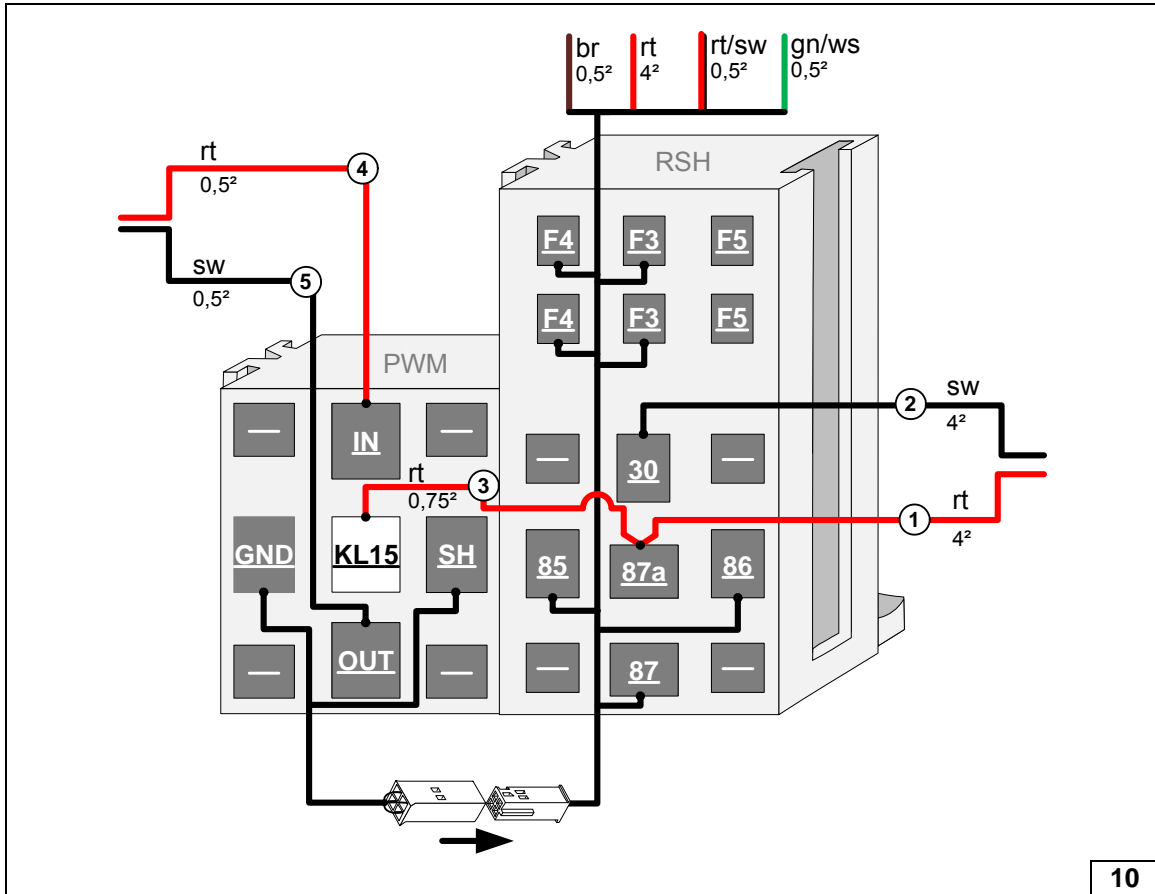 br rt rt/sw gn/ws
0,5² 4² 0,5² 0,5²
rt 4
0,5²
RSH
F4 F3 F5
sw 5
0,5²
F4 F3 F5
PWM
— IN —
— 30 —
2 sw
4²
rt 3
0,75²
1 rt
4²
GND KL15 SH
85 87a 86
— OUT —
— 87 —
10